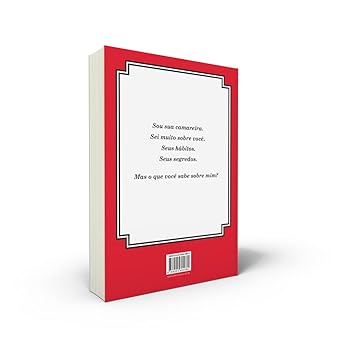 Sou sua camareira.
Sei muito sobre você.
Seus hábitos.
Seus segredos.
Mas o que você sabe sobre mim?